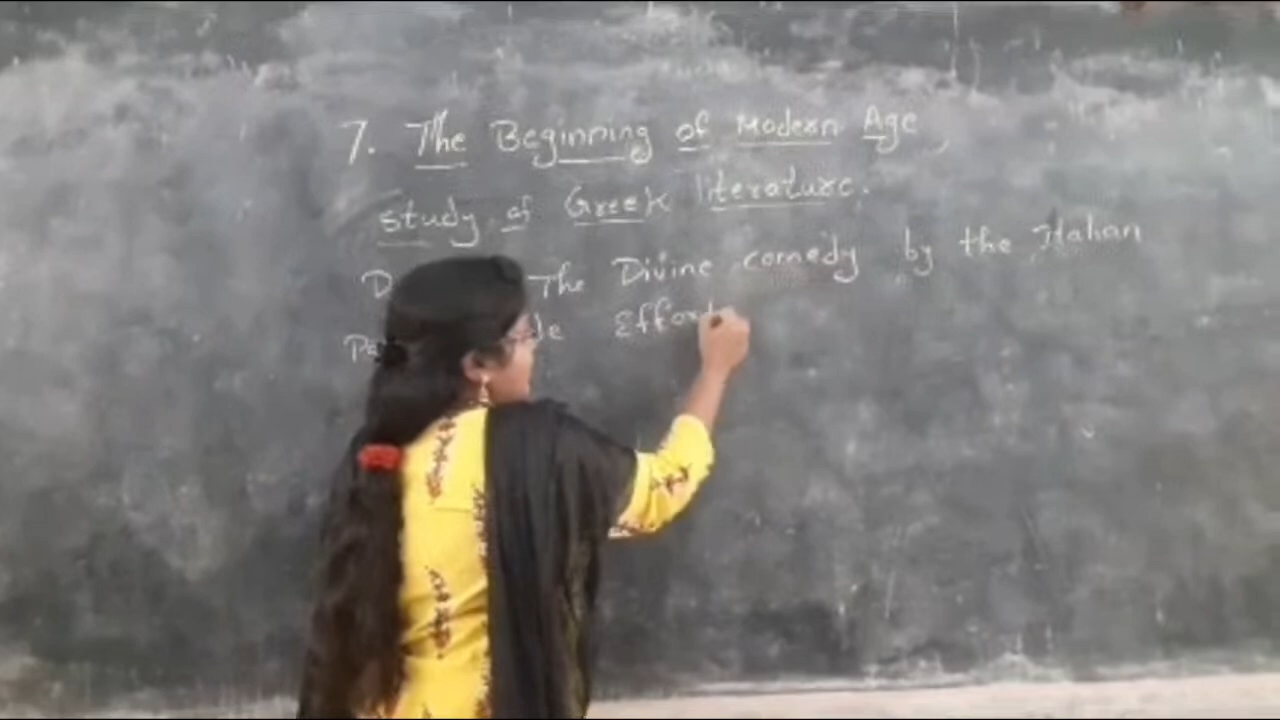 7. The Beginning of Modern Age,
study of Greek literature.
The Divine comedy by the Italian
Effort